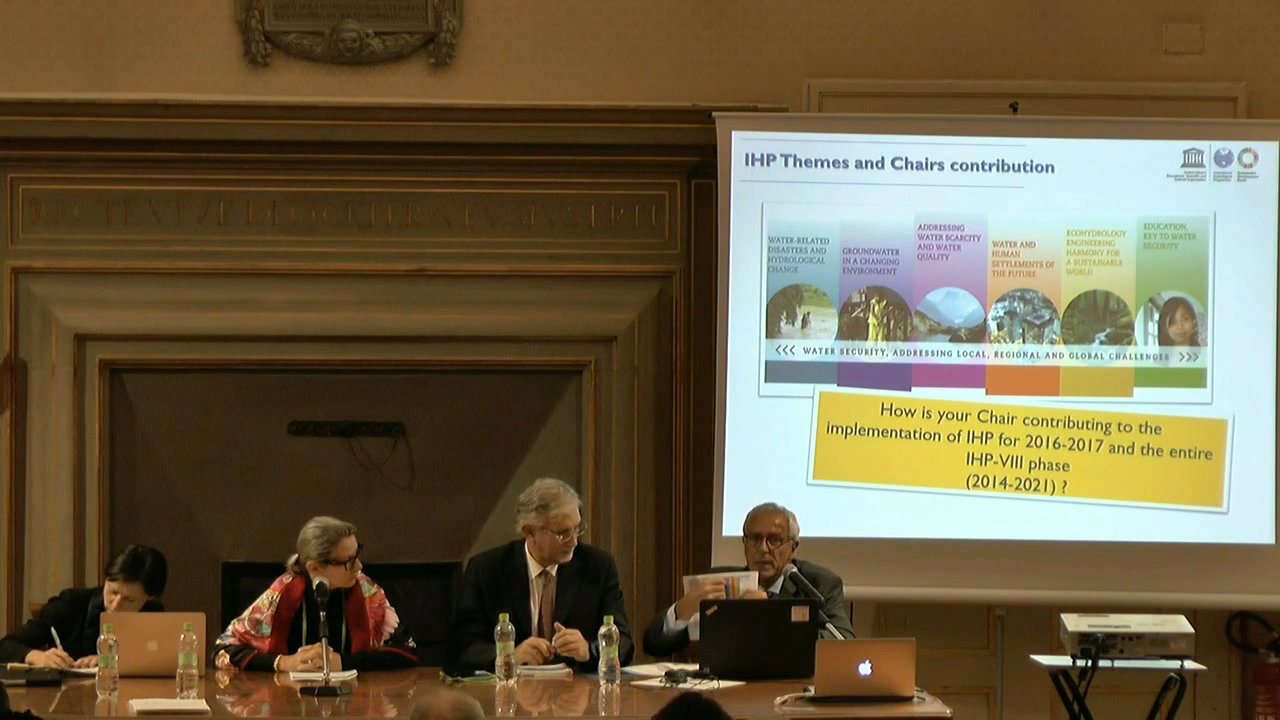 IHP Themes and Chairs contribution
WATER-RELATED
DISASTERS AND
HYDROLOGICAL
CHANGE
GROUNDWATER
IN A CHANGING
ENVIRONMENT
ADDRESSING
WATER SCARCITY
AND WATER
QUALITY
WATER AND
HUMAN
SETTLEMENTS OF
THE FUTURE
ECOHYDROLOGY
ENGINEERING
HARMONY FOR
A SUSTAINABLE
WORLD
EDUCATION,
KEY TO WATER
SECURITY
<<< WATER SECURITY, ADDRESSING LOCAL, REGIONAL AND GLOBAL CHALLENGES >>>
How is your Chair contributing to the
implementation of IHP for 2016-2017 and the entire
IHP-VIII phase
(2014-2021) ?